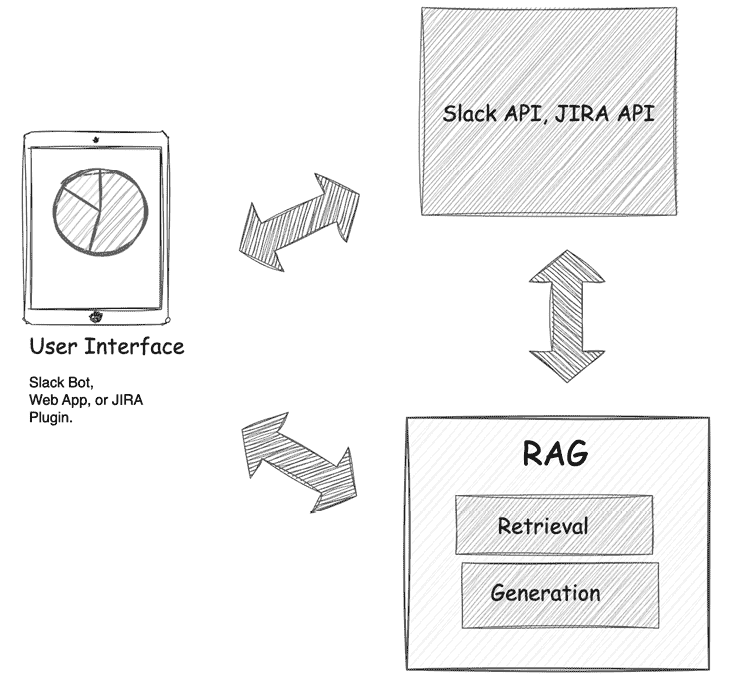 Slack API, JIRA API
User Interface
Slack Bot,
Web App, or JIRA
Plugin.
RAG
Retrieval
Generation